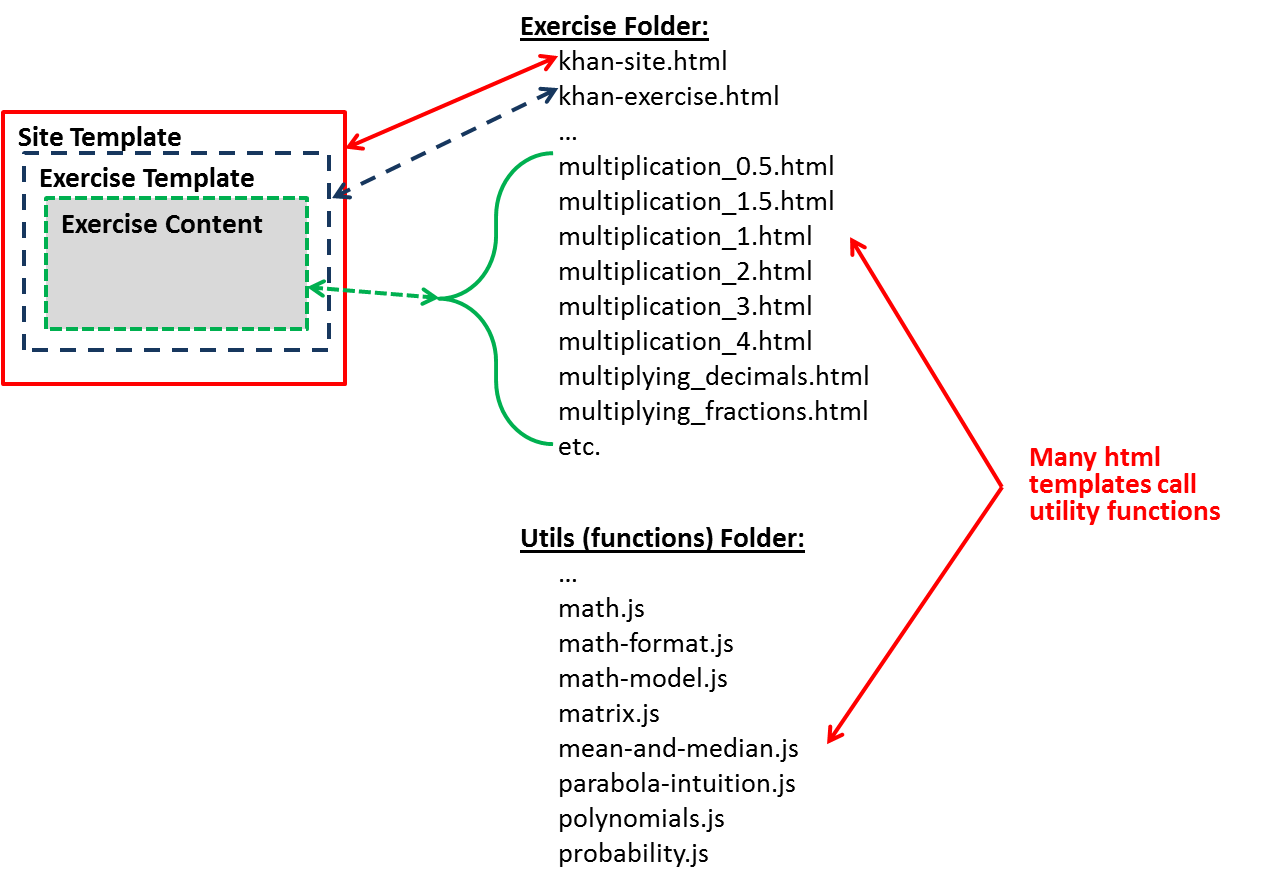 Exercise Folder:
khan-site.html
khan-exercise.html
...
multiplication_0.5.html
multiplication_1.5.html
multiplication_1.html
multiplication_2.html
multiplication_3.html
multiplication_4.html
multiplying_decimals.html
multiplying_fractions.html
etc.
Site Template
Exercise Template
Exercise Content
Many html
templates call
utility functions
Utils (functions) Folder:
...
math.js
math-format.js
math-model.js
matrix.js
mean-and-median.js
parabola-intuition.js
polynomials.js
probability.js